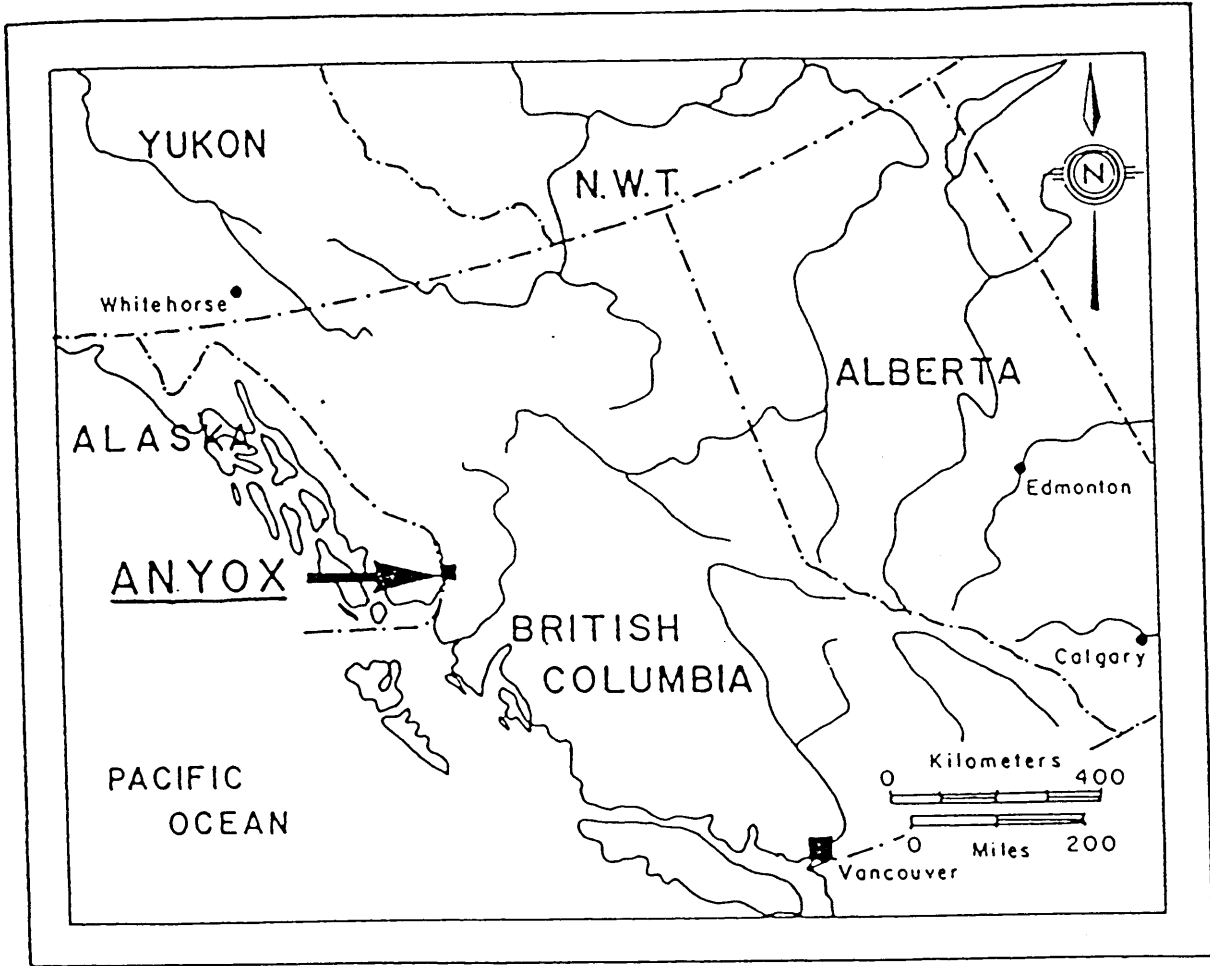 YUKON
N.W.T.
N
Whitehorse
ALBERTA
ALASKA
Edmonton
ANYOX
BRITISH
COLUMBIA
Calgary
PACIFIC
OCEAN
Kilometers
0 400
0 Miles 200
Vancouver